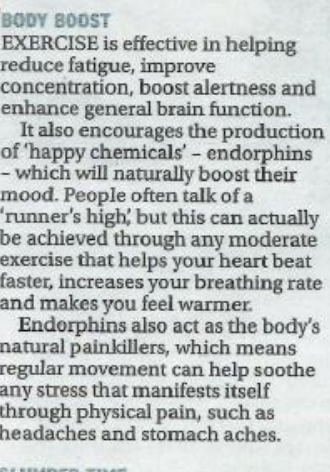 BODY BOOST
EXERCISE is effective in helping
reduce fatigue, improve
concentration, boost alertness and
enhance general brain function.
It also encourages the production
of 'happy chemicals' – endorphins
– which will naturally boost their
mood. People often talk of a
'runner's high', but this can actually
be achieved through any moderate
exercise that helps your heart beat
faster, increases your breathing rate
and makes you feel warmer.
Endorphins also act as the body's
natural painkillers, which means
regular movement can help soothe
any stress that manifests itself
through physical pain, such as
headaches and stomach aches.